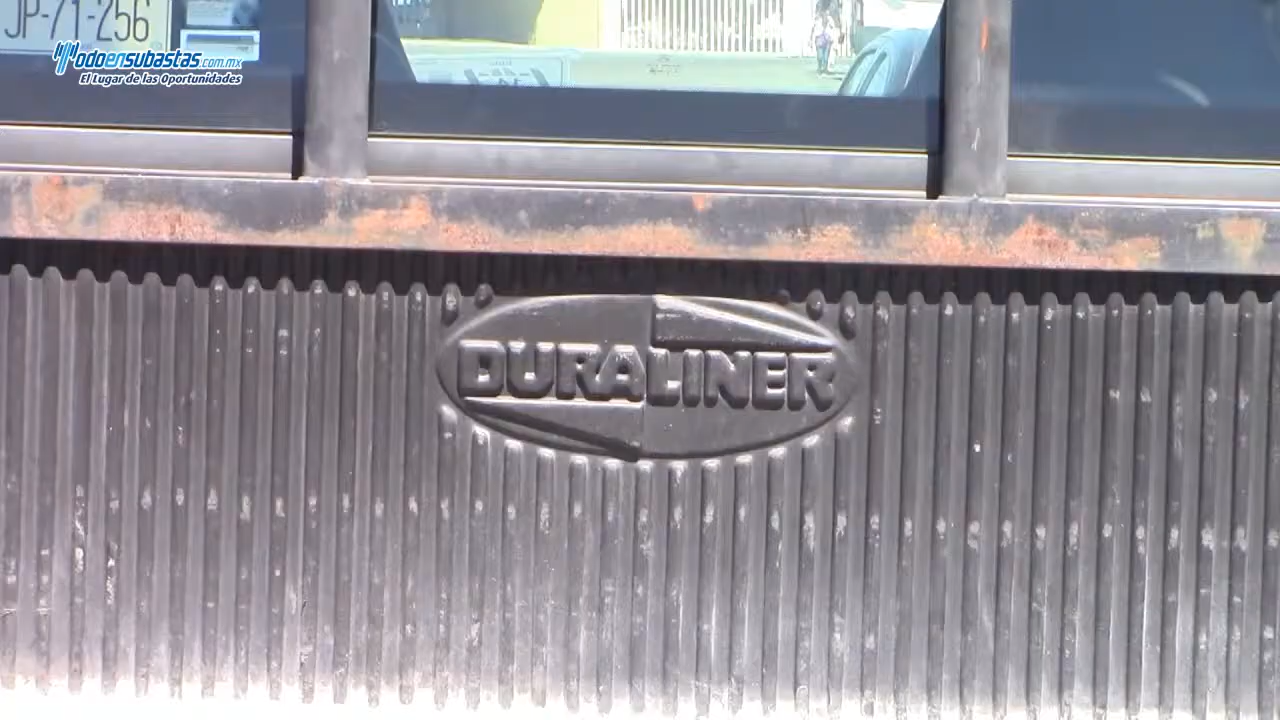 JP-71-256
todoensubastas.com.mx
El Lugar de las Oportunidades
DURALINER